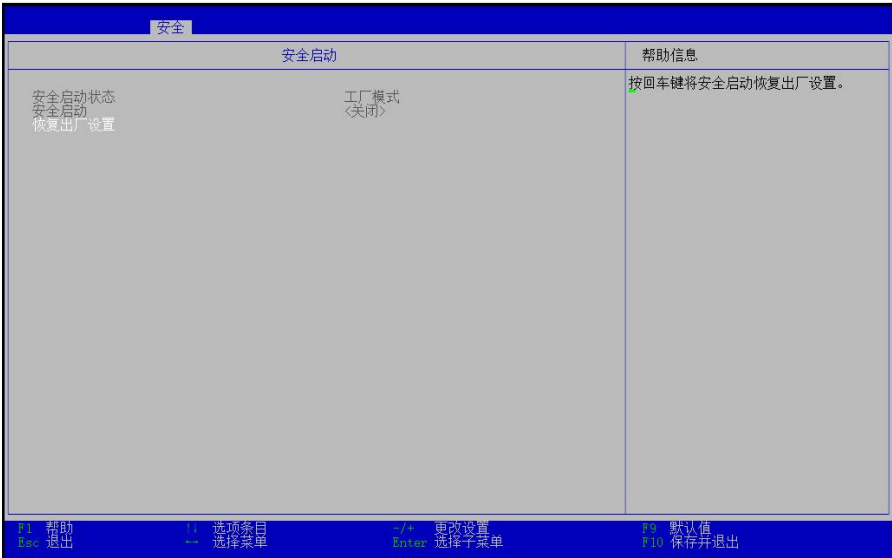 安全
安全启动 帮助信息
安全启动状态 工厂模式 按回车键将安全启动恢复出厂设置。
安全启动 <关闭>
恢复出厂设置
F1 帮助 ↑↓ 选项条目 -/+ 更改设置 F9 默认值
Esc 退出 ←→ 选择菜单 Enter 选择子菜单 F10 保存并退出